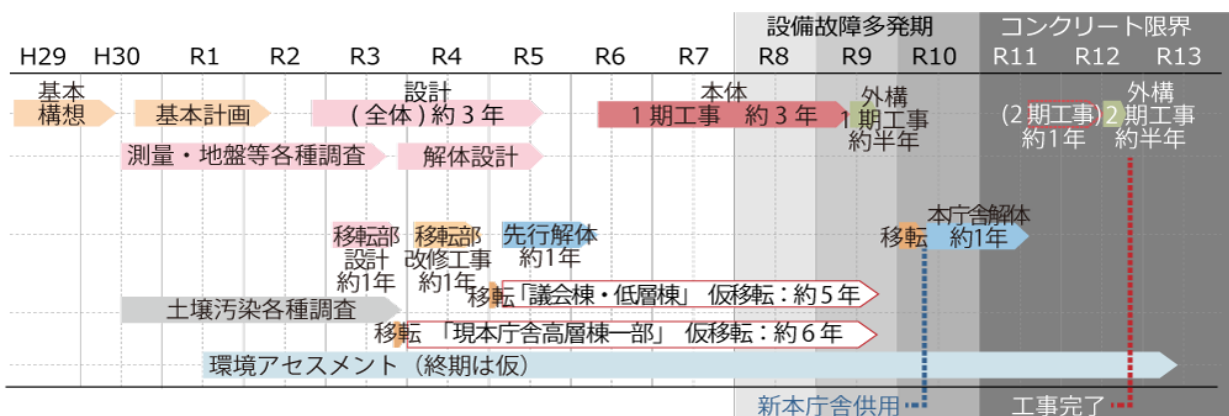 設備故障多発期 コンクリート限界
H29 H30 R1 R2 R3 R4 R5 R6 R7 R8 R9 R10 R11 R12 R13
基本
構想
基本計画
設計
(全体)約3年
本体
1期工事 約3年
外構
1期工事
約半年
(2期工事)
約1年
外構
2期工事
約半年
測量・地盤等各種調査
解体設計
移転部
設計
約1年
移転部
改修工事
約1年
先行解体
約1年
移転
本庁舎解体
約1年
移転「議会棟・低層棟」 仮移転:約5年
土壌汚染各種調査
移転 「現本庁舎高層棟一部」 仮移転:約6年
環境アセスメント(終期は仮)
新本庁舎供用
工事完了